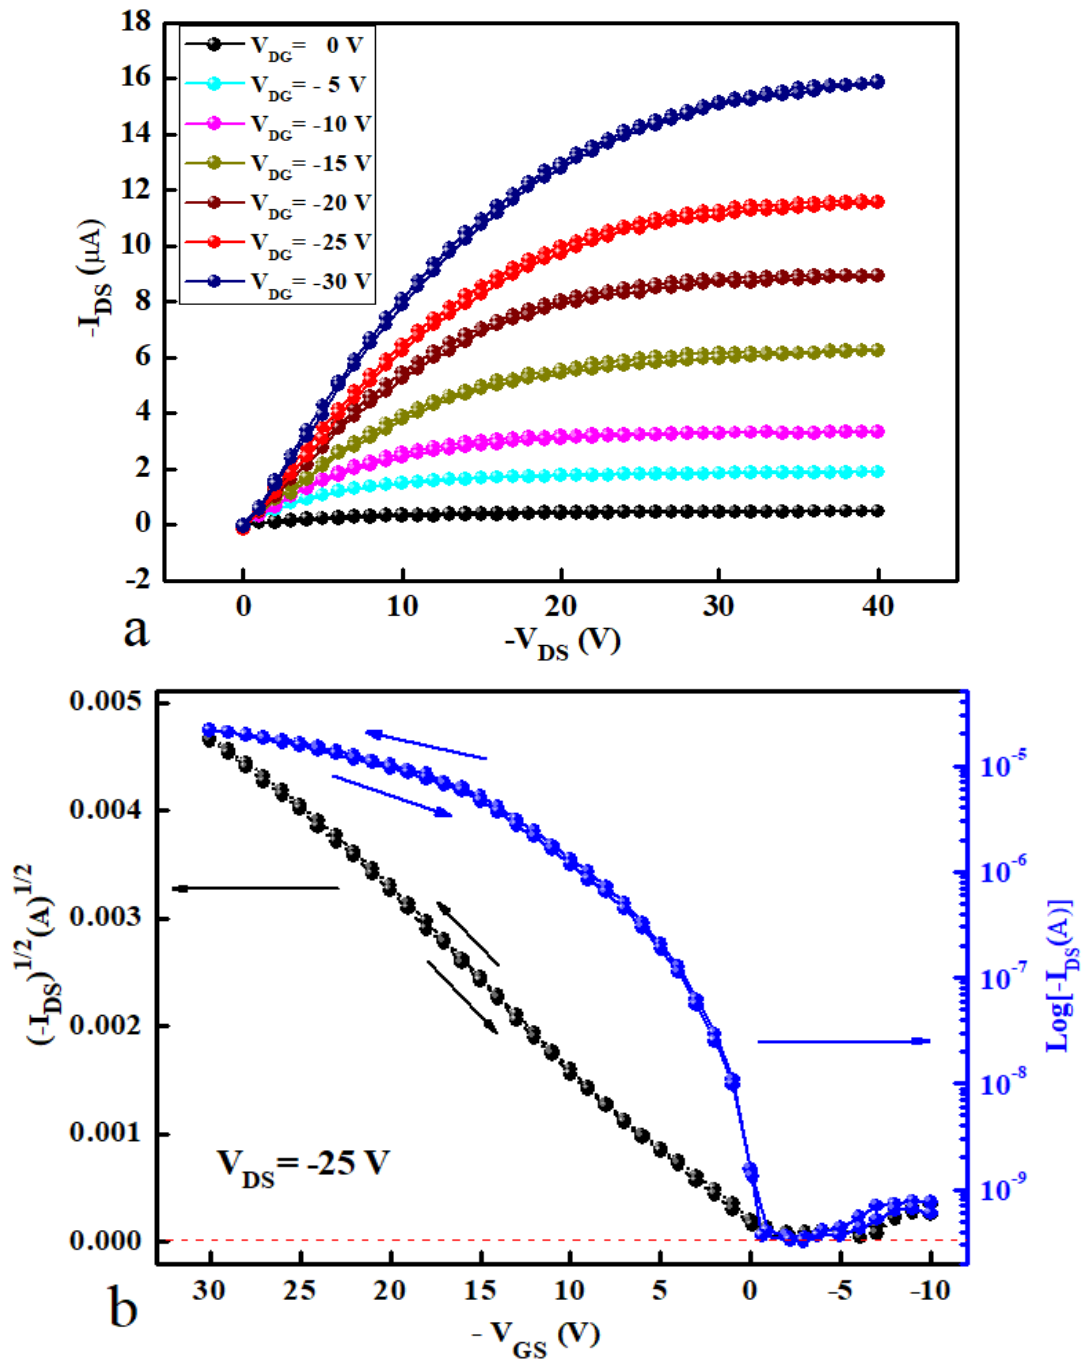 18
16
14
12
10
8
6
4
2
0
-2
-I_DS (μA)
V_DG= 0 V
V_DG= - 5 V
V_DG= -10 V
V_DG= -15 V
V_DG= -20 V
V_DG= -25 V
V_DG= -30 V
0 10 20 30 40
-V_DS (V)
a
0.005
0.004
0.003
0.002
0.001
0.000
(-I_DS)^1/2(A)^1/2
V_DS= -25 V
10^-5
10^-6
10^-7
10^-8
10^-9
Log[-I_DS(A)]
30 25 20 15 10 5 0 -5 -10
- V_GS (V)
b